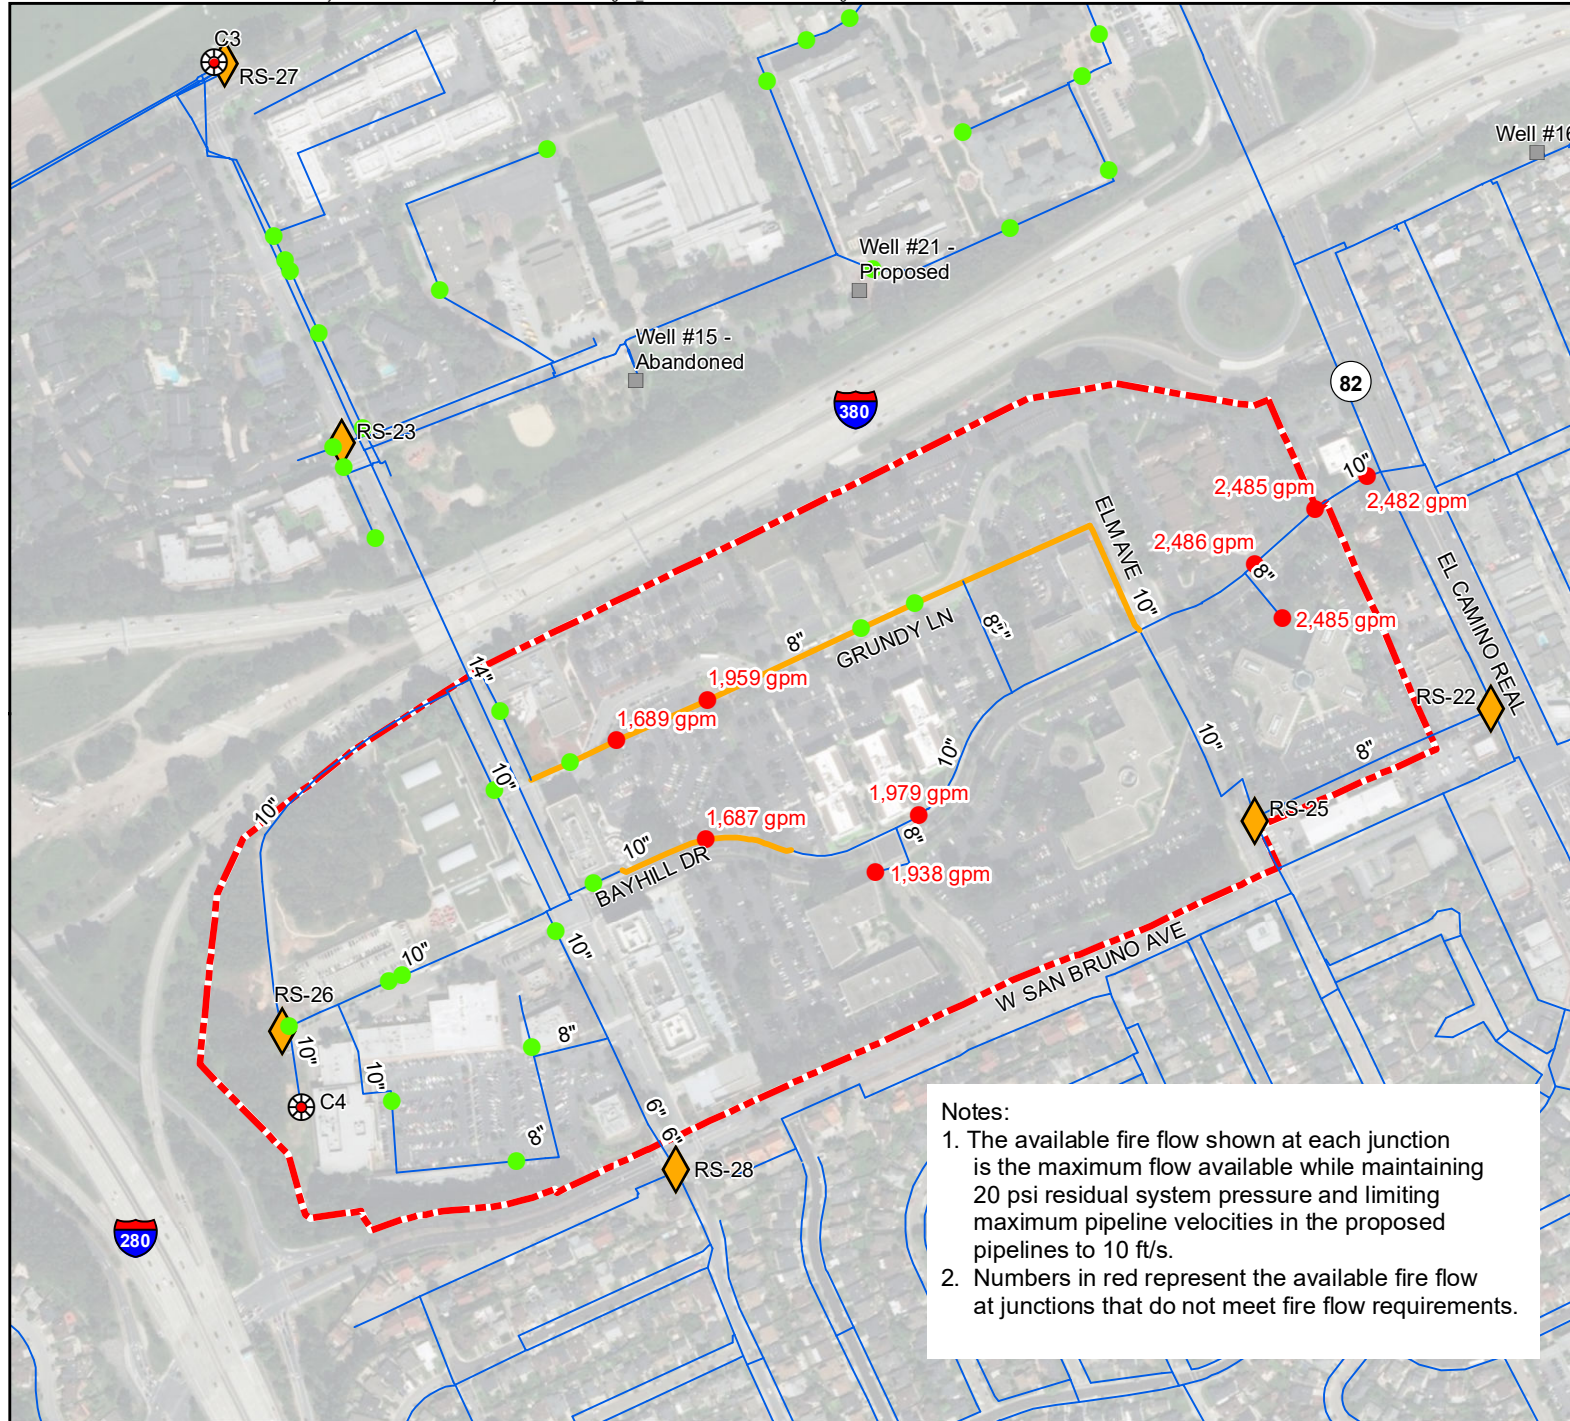 C3
RS-27
Well #16
Well #21 -
Proposed
Well #15 -
Abandoned
380
82
RS-23
10"
2,485 gpm
2,482 gpm
ELM AVE
2,486 gpm
8"
10"
EL CAMINO REAL
2,485 gpm
8"
8"
GRUNDY LN
14"
1,959 gpm
1,689 gpm
RS-22
10"
8"
10"
10"
10"
1,979 gpm
RS-25
1,687 gpm
10"
8"
BAYHILL DR
1,938 gpm
10"
10"
W SAN BRUNO AVE
RS-26
10"
8"
10"
C4
6"
6"
8"
RS-28
280
Notes:
1. The available fire flow shown at each junction
is the maximum flow available while maintaining
20 psi residual system pressure and limiting
maximum pipeline velocities in the proposed
pipelines to 10 ft/s.
2. Numbers in red represent the available fire flow
at junctions that do not meet fire flow requirements.